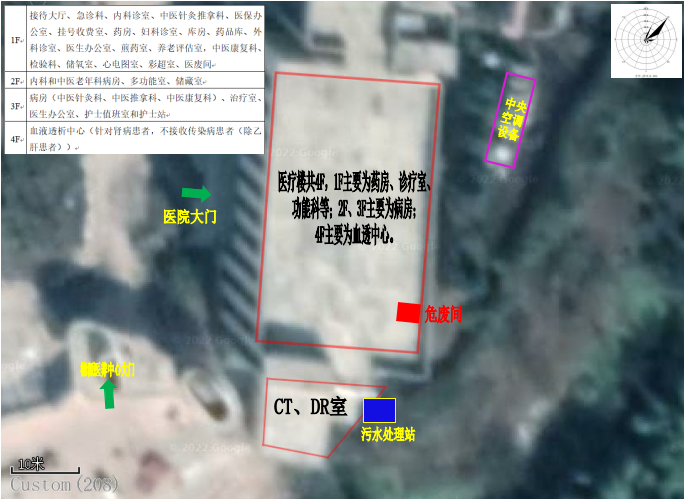 1F
接待大厅、急诊科、内科诊室、中医针灸推拿科、医保办
公室、挂号收费室、药房、妇科诊室、库房、药品库、外
科诊室、医生办公室、煎药室、养老评估室，中医康复科、
检验科、储氧室、心电图室、彩超室、医废间
2F
内科和中医老年科病房、多功能室、储藏室
3F
病房（中医针灸科、中医推拿科、中医康复科）、治疗室、
医生办公室、护士值班室和护士站
4F
血液透析中心（针对肾病患者，不接收传染病患者（除乙
肝患者））
中央
空调
设备
医疗楼共4F，1F主要为药房、诊疗室、
功能科等；2F、3F主要为病房；
4F主要为血透中心。
医院大门
危废间
CT、DR室
污水处理站
10米
Custom(208)
© 2022 Google